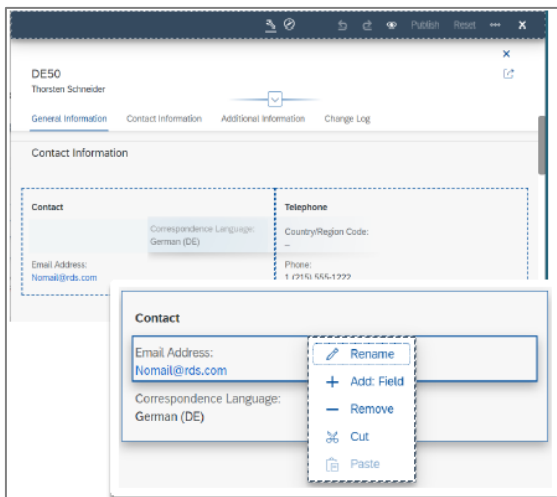 Publish Reset
DE50
Thorsten Schneider
General Information Contact Information Additional Information Change Log
Contact Information
Contact Telephone
Correspondence Language: Country/Region Code:
German (DE) –
Email Address: Phone:
Nomail@rds.com 1 (215) 555-1222
Contact
Email Address:
Nomail@rds.com
Correspondence Language:
German (DE)
Rename
Add: Field
Remove
Cut
Paste